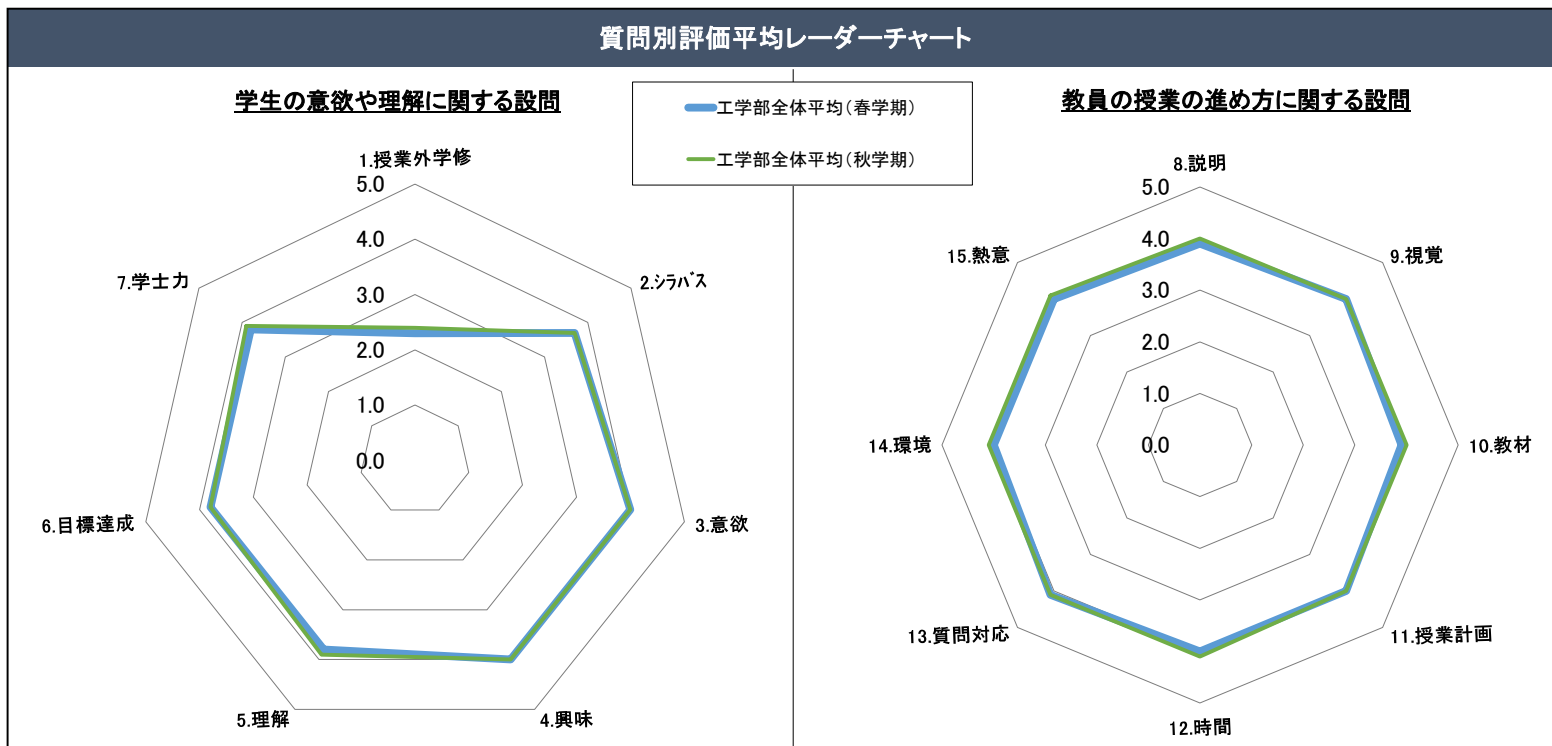 質問別評価平均レーダーチャート
学生の意欲や理解に関する設問
工学部全体平均(春学期)
工学部全体平均(秋学期)
教員の授業の進め方に関する設問
1.授業外学修
5.0
4.0
3.0
2.0
1.0
0.0
2.シラバス
3.意欲
4.興味
5.理解
6.目標達成
7.学士力
8.説明
5.0
4.0
3.0
2.0
1.0
0.0
9.視覚
10.教材
11.授業計画
12.時間
13.質問対応
14.環境
15.熱意